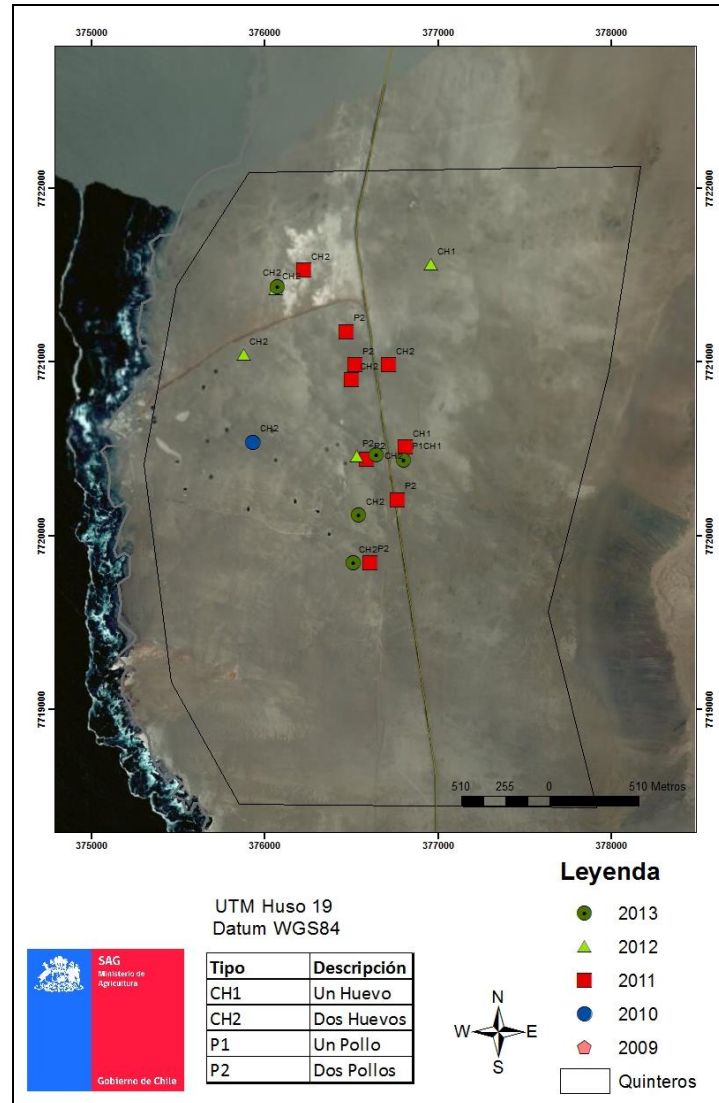 375000 376000 377000 378000
7722000 7722000
CH2
CH2 CH1
CH2
P2
CH2 P2 CH2
7721000 7721000
CH2
CH2
CH1
P2 P2 P1CH1
CH2
P2
CH2
7720000 7720000
CH2 P2
7719000 7719000
510 255 0 510 Metros
375000 376000 377000 378000
Leyenda
UTM Huso 19
Datum WGS84
2013
2012
2011
2010
2009
Quinteros
SAG
Ministerio de
Agricultura
Gobierno de Chile
Tipo Descripción
CH1 Un Huevo
CH2 Dos Huevos
P1 Un Pollo
P2 Dos Pollos
N
W E
S